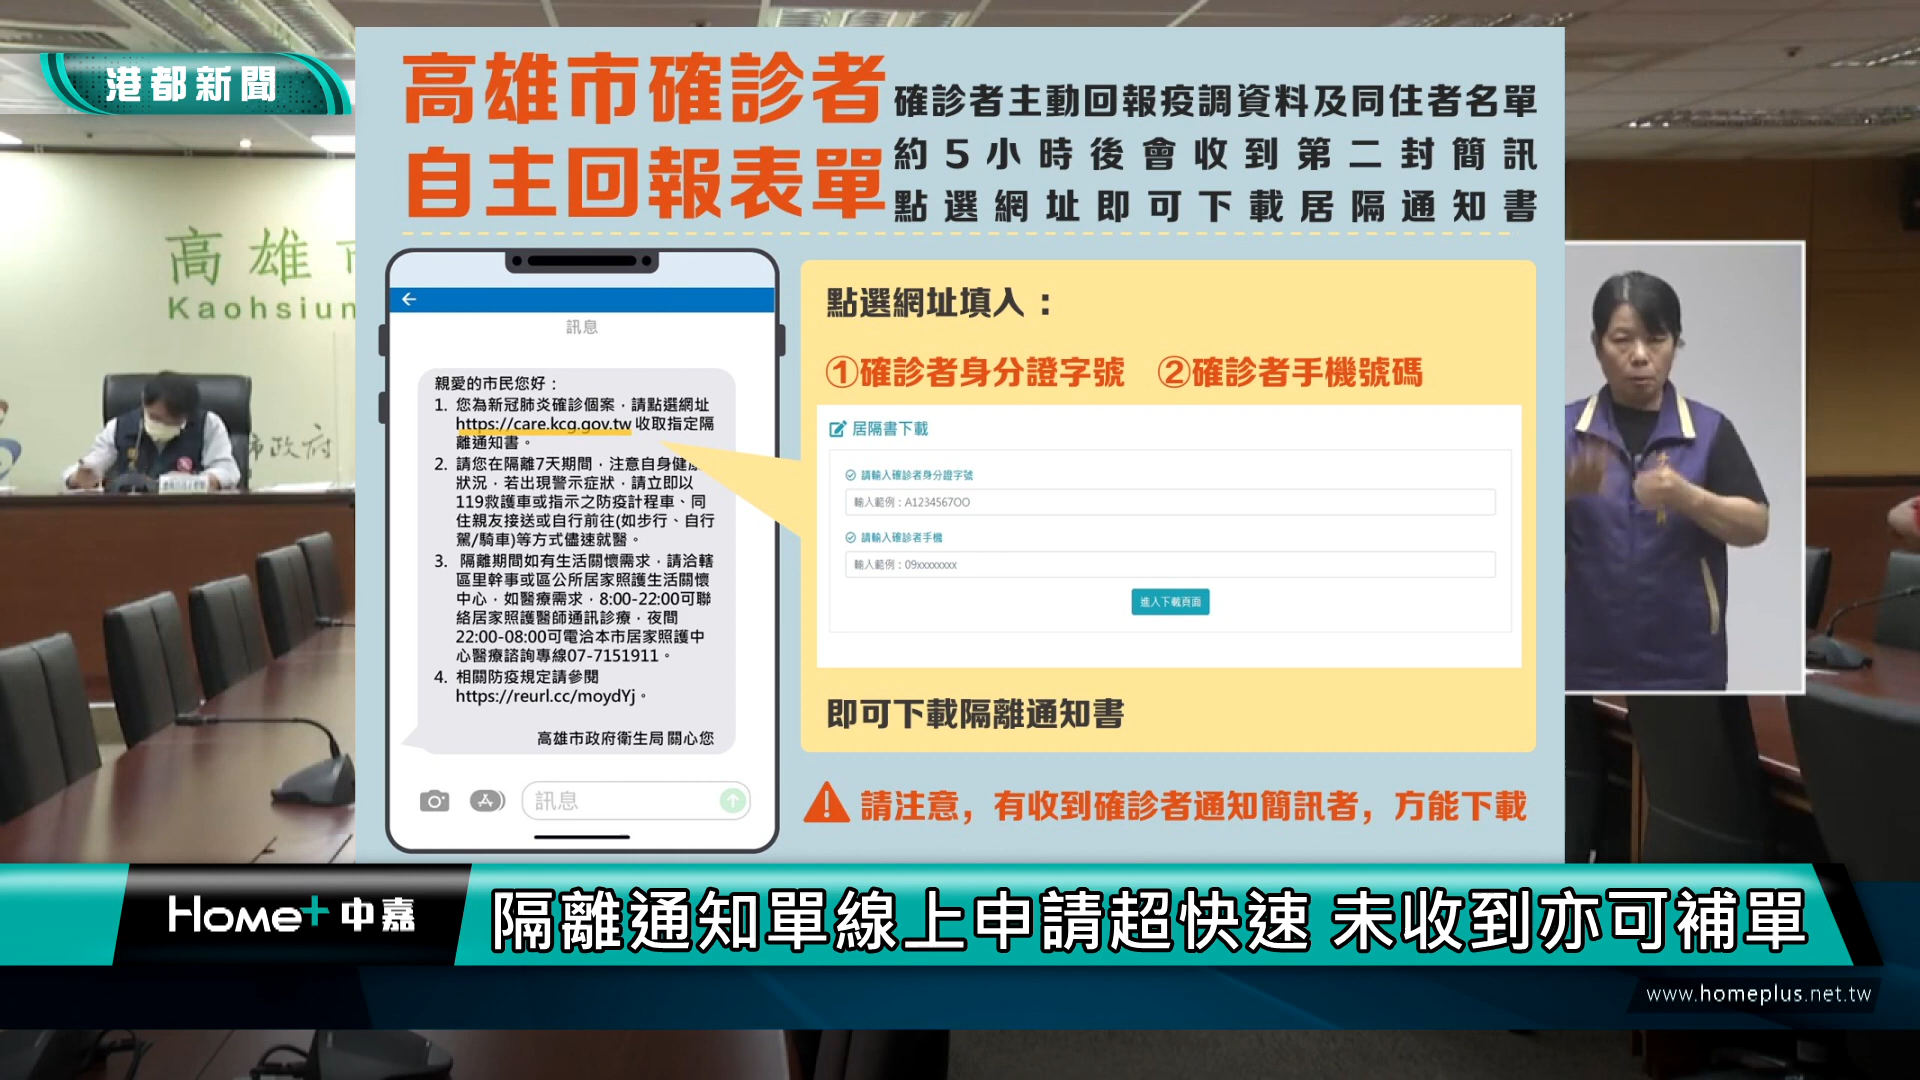 港都新聞
高雄市確診者
自主回報表單
確診者主動回報疫調資料及同住者名單
約5小時後會收到第二封簡訊
點選網址即可下載居隔通知書
高雄市
Kaohsiun
市政府
訊息
親愛的市民您好：
1. 您為新冠肺炎確診個案，請點選網址
https://care.kcg.gov.tw 收取指定隔
離通知書。
2. 請您在隔離7天期間，注意自身健康
狀況，若出現警示症狀，請立即以
119救護車或指示之防疫計程車、同
住親友接送或自行前往(如步行、自行
駕/騎車)等方式儘速就醫。
3. 隔離期間如有生活關懷需求，請洽轄
區里幹事或區公所居家照護生活關懷
中心，如醫療需求，8:00-22:00可聯
絡居家照護醫師通訊診療，夜間
22:00-08:00可電洽本市居家照護中
心醫療諮詢專線07-7151911。
4. 相關防疫規定請參閱
https://reurl.cc/moydYj。
高雄市政府衛生局 關心您
訊息
點選網址填入：
①確診者身分證字號 ②確診者手機號碼
居隔書下載
請輸入確診者身分證字號
輸入範例：A1234567OO
請輸入確診者手機
輸入範例：09xxxxxxxx
進入下載頁面
即可下載隔離通知書
請注意，有收到確診者通知簡訊者，方能下載
Home+中嘉
隔離通知單線上申請超快速 未收到亦可補單
www.homeplus.net.tw